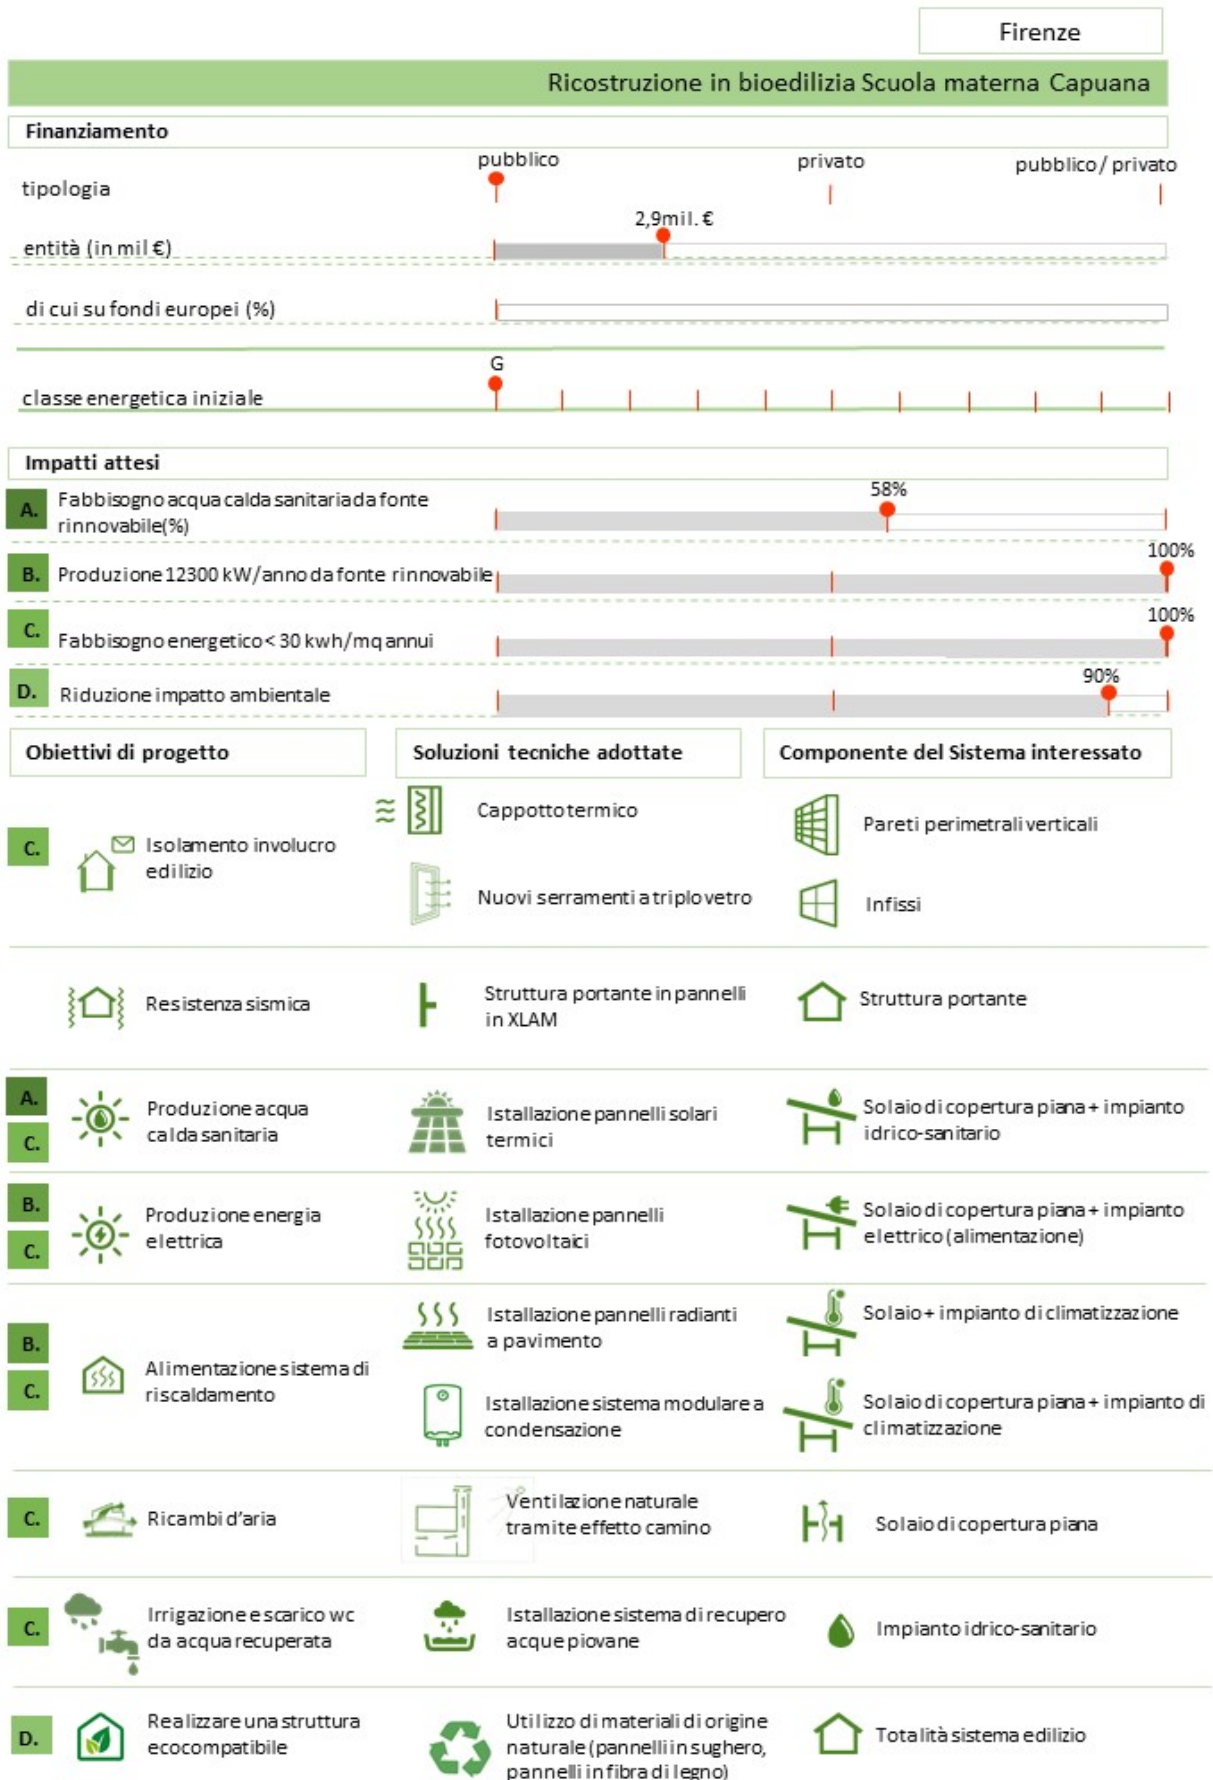 Firenze
Ricostruzione in bioedilizia Scuola materna Capuana
Finanziamento
tipologia
pubblico
privato
pubblico / privato
entità (in mil €)
2,9mil. €
di cui su fondi europei (%)
classe energetica iniziale
G
Impatti attesi
A.
Fabbisogno acqua calda sanitaria da fonte
rinnovabile(%)
58%
B.
Produzione 12300 kW/anno da fonte rinnovabile
100%
C.
Fabbisogno energetico < 30 kwh/mq annui
100%
D.
Riduzione impatto ambientale
90%
Obiettivi di progetto
Soluzioni tecniche adottate
Componente del Sistema interessato
C.
Isolamento involucro
edilizio
Cappotto termico
Pareti perimetrali verticali
Nuovi serramenti a triplo vetro
Infissi
Resistenza sismica
Struttura portante in pannelli
in XLAM
Struttura portante
A.
C.
Produzione acqua
calda sanitaria
Istallazione pannelli solari
termici
Solaio di copertura piana + impianto
idrico-sanitario
B.
C.
Produzione energia
elettrica
Istallazione pannelli
fotovoltaici
Solaio di copertura piana + impianto
elettrico (alimentazione)
B.
C.
Alimentazione sistema di
riscaldamento
Istallazione pannelli radianti
a pavimento
Solaio + impianto di climatizzazione
Istallazione sistema modulare a
condensazione
Solaio di copertura piana + impianto di
climatizzazione
C.
Ricambi d'aria
Ventilazione naturale
tramite effetto camino
Solaio di copertura piana
C.
Irrigazione e scarico wc
da acqua recuperata
Istallazione sistema di recupero
acque piovane
Impianto idrico-sanitario
D.
Realizzare una struttura
ecocompatibile
Utilizzo di materiali di origine
naturale (pannelli in sughero,
pannelli in fibra di legno)
Totalità sistema edilizio